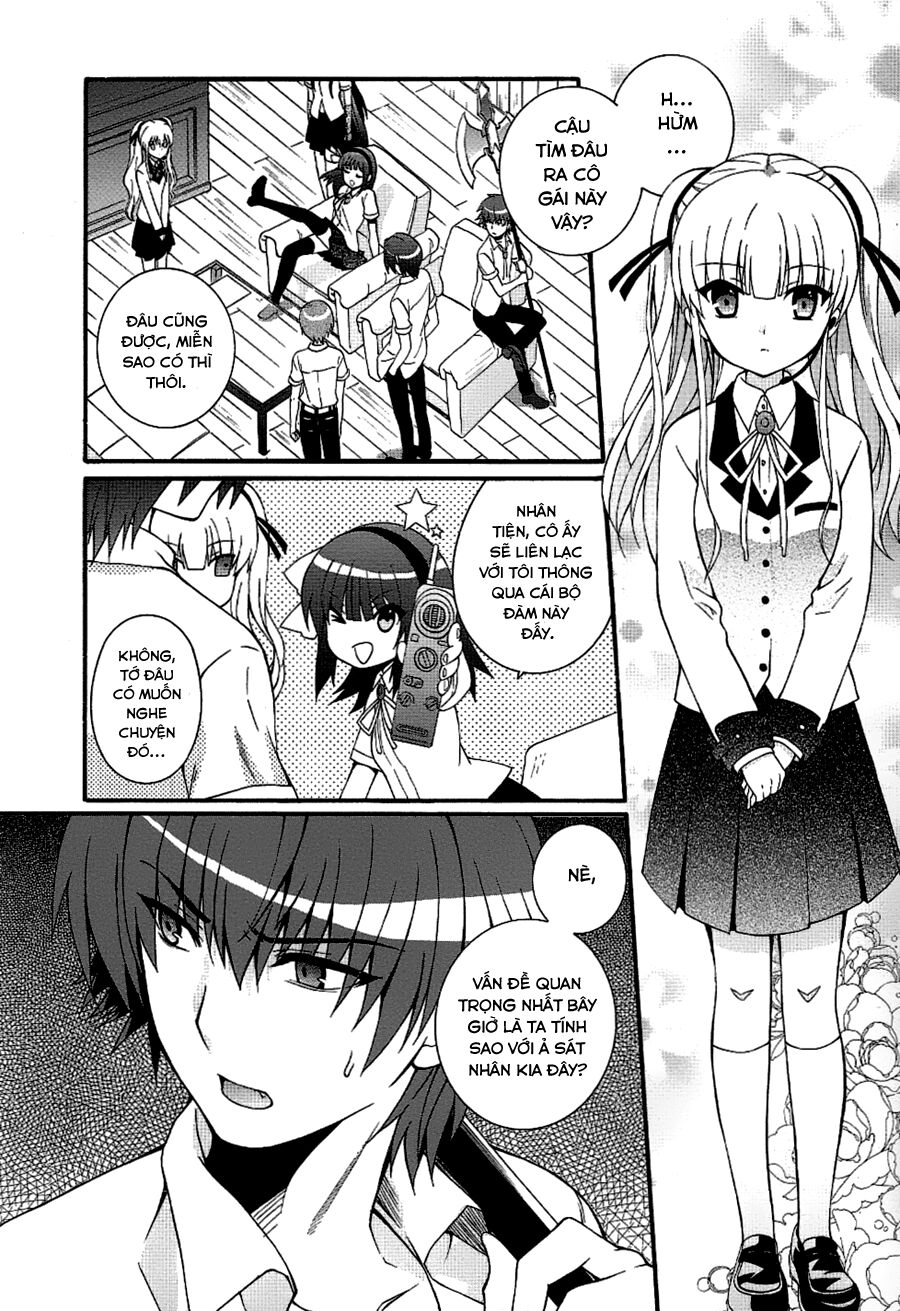 H...
HỪM
...
CẬU
TÌM ĐÂU
RA CÔ
GÁI NÀY
VẬY?
ĐÂU CŨNG
ĐƯỢC, MIỄN
SAO CÓ THÌ
THÔI.
NHÂN
TIỆN, CÔ ẤY
SẼ LIÊN LẠC
VỚI TÔI THÔNG
QUA CÁI BỘ
ĐÀM NÀY
ĐẤY.
KHÔNG,
TỚ ĐÂU
CÓ MUỐN
NGHE
CHUYỆN
ĐÓ...
NÈ,
VẤN ĐỀ QUAN
TRỌNG NHẤT BÂY
GIỜ LÀ TA TÍNH
SAO VỚI Ả SÁT
NHÂN KIA ĐÂY?